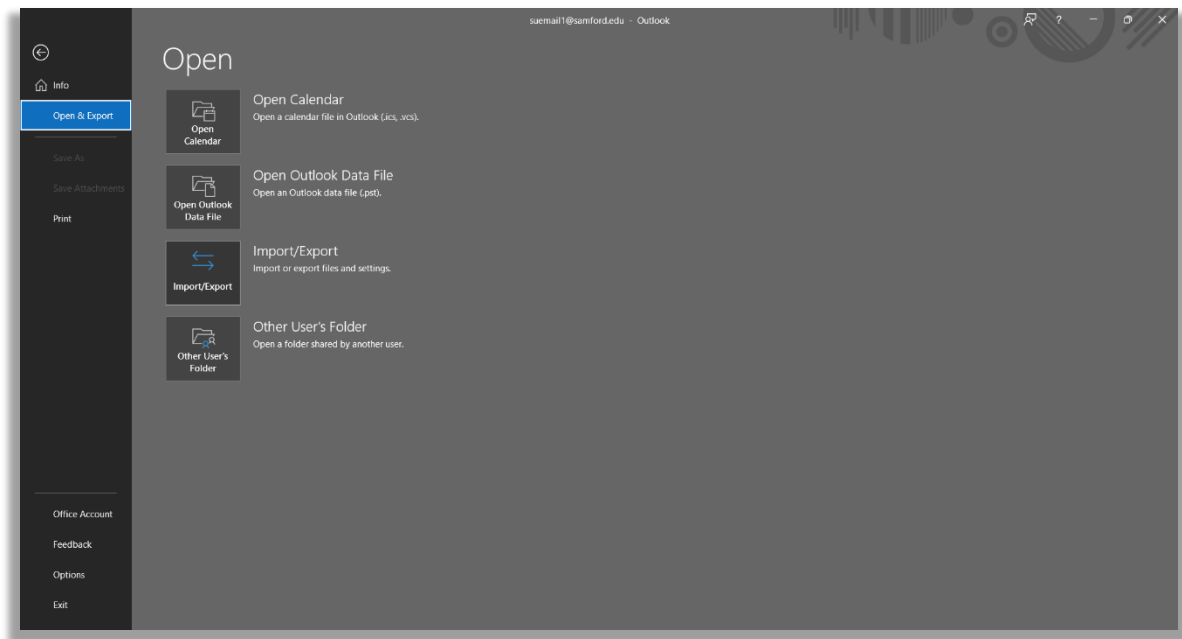 suemail1@samford.edu - Outlook
?
Info
Open & Export
Save As
Save Attachments
Print
Office Account
Feedback
Options
Exit
Open
Open
Calendar
Open Calendar
Open a calendar file in Outlook (.ics, .vcs).
Open Outlook
Data File
Open Outlook Data File
Open an Outlook data file (.pst).
Import/Export
Import/Export
Import or export files and settings.
Other User's
Folder
Other User's Folder
Open a folder shared by another user.